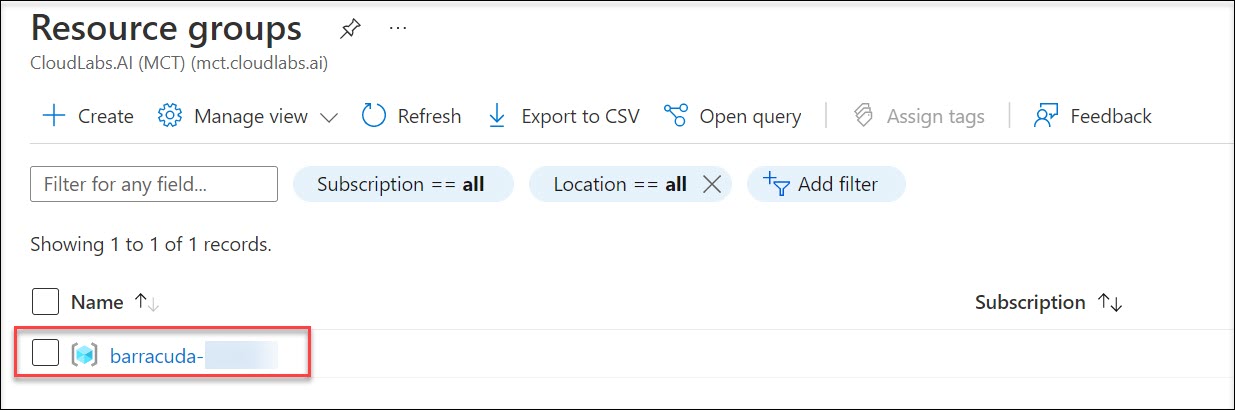 Resource groups ...
CloudLabs.AI (MCT) (mct.cloudlabs.ai)
Create Manage view Refresh Export to CSV Open query Assign tags Feedback
Filter for any field... Subscription == all Location == all Add filter
Showing 1 to 1 of 1 records.
Name Subscription
barracuda-